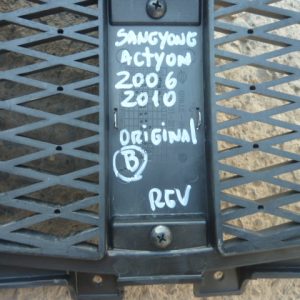 SANGYONG
ACTYON
2006
2010
ORIGINAL
B
REV